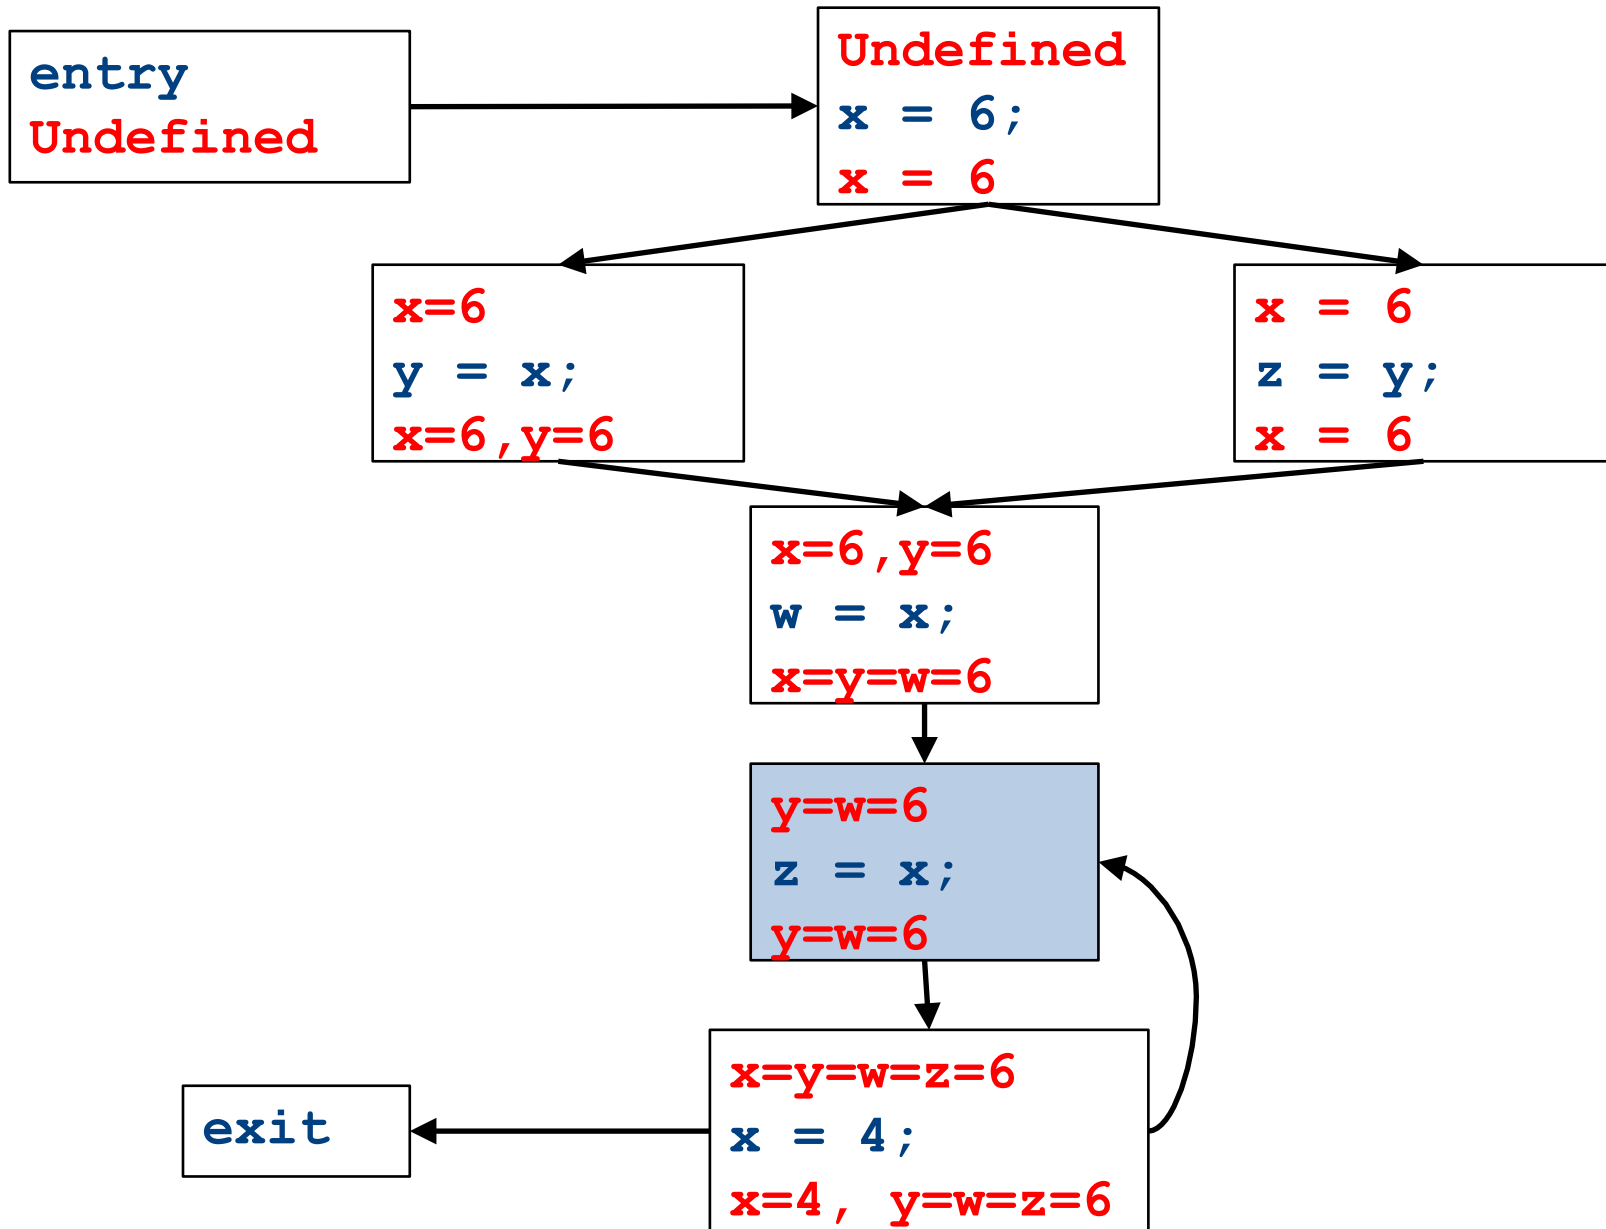 entry
Undefined
Undefined
x = 6;
x = 6
x=6
y = x;
x=6,y=6
x = 6
z = y;
x = 6
x=6,y=6
w = x;
x=y=w=6
y=w=6
z = x;
y=w=6
x=y=w=z=6
x = 4;
x=4, y=w=z=6
exit